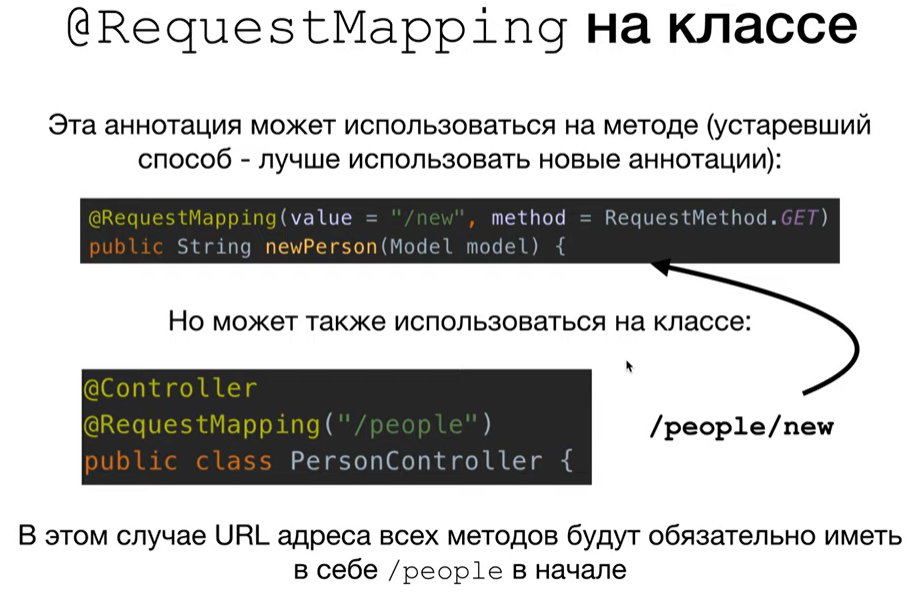 @RequestMapping на классе
Эта аннотация может использоваться на методе (устаревший
способ - лучше использовать новые аннотации):
@RequestMapping(value = "/new", method = RequestMethod.GET)
public String newPerson(Model model) {
Но может также использоваться на классе:
@Controller
@RequestMapping("/people")
public class PersonController {
/people/new
В этом случае URL адреса всех методов будут обязательно иметь
в себе /people в начале